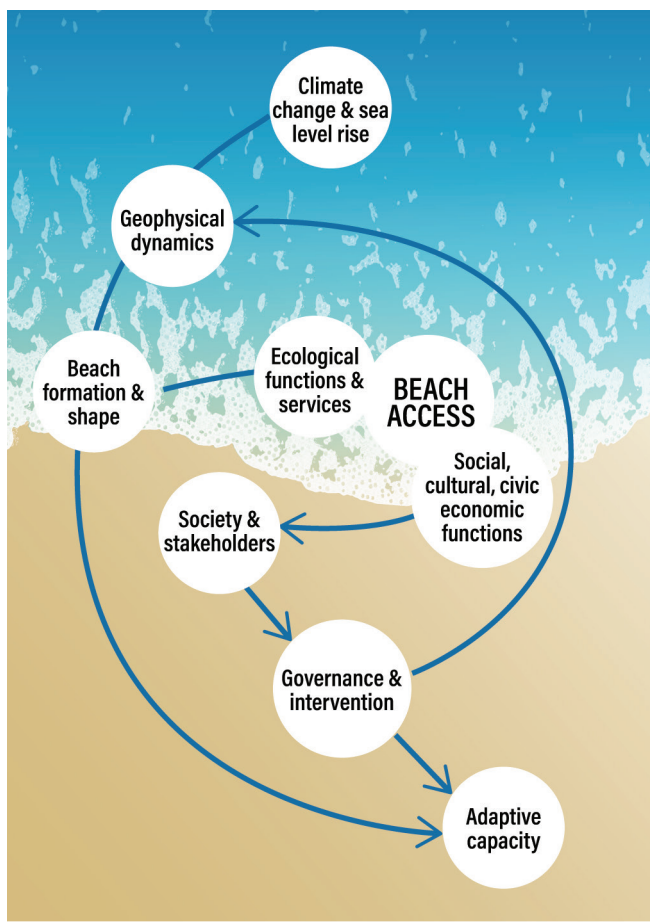 Climate
change & sea
level rise
Geophysical
dynamics
Beach
formation &
shape
Ecological
functions &
services
BEACH
ACCESS
Social,
cultural, civic
economic
functions
Society &
stakeholders
Governance &
intervention
Adaptive
capacity